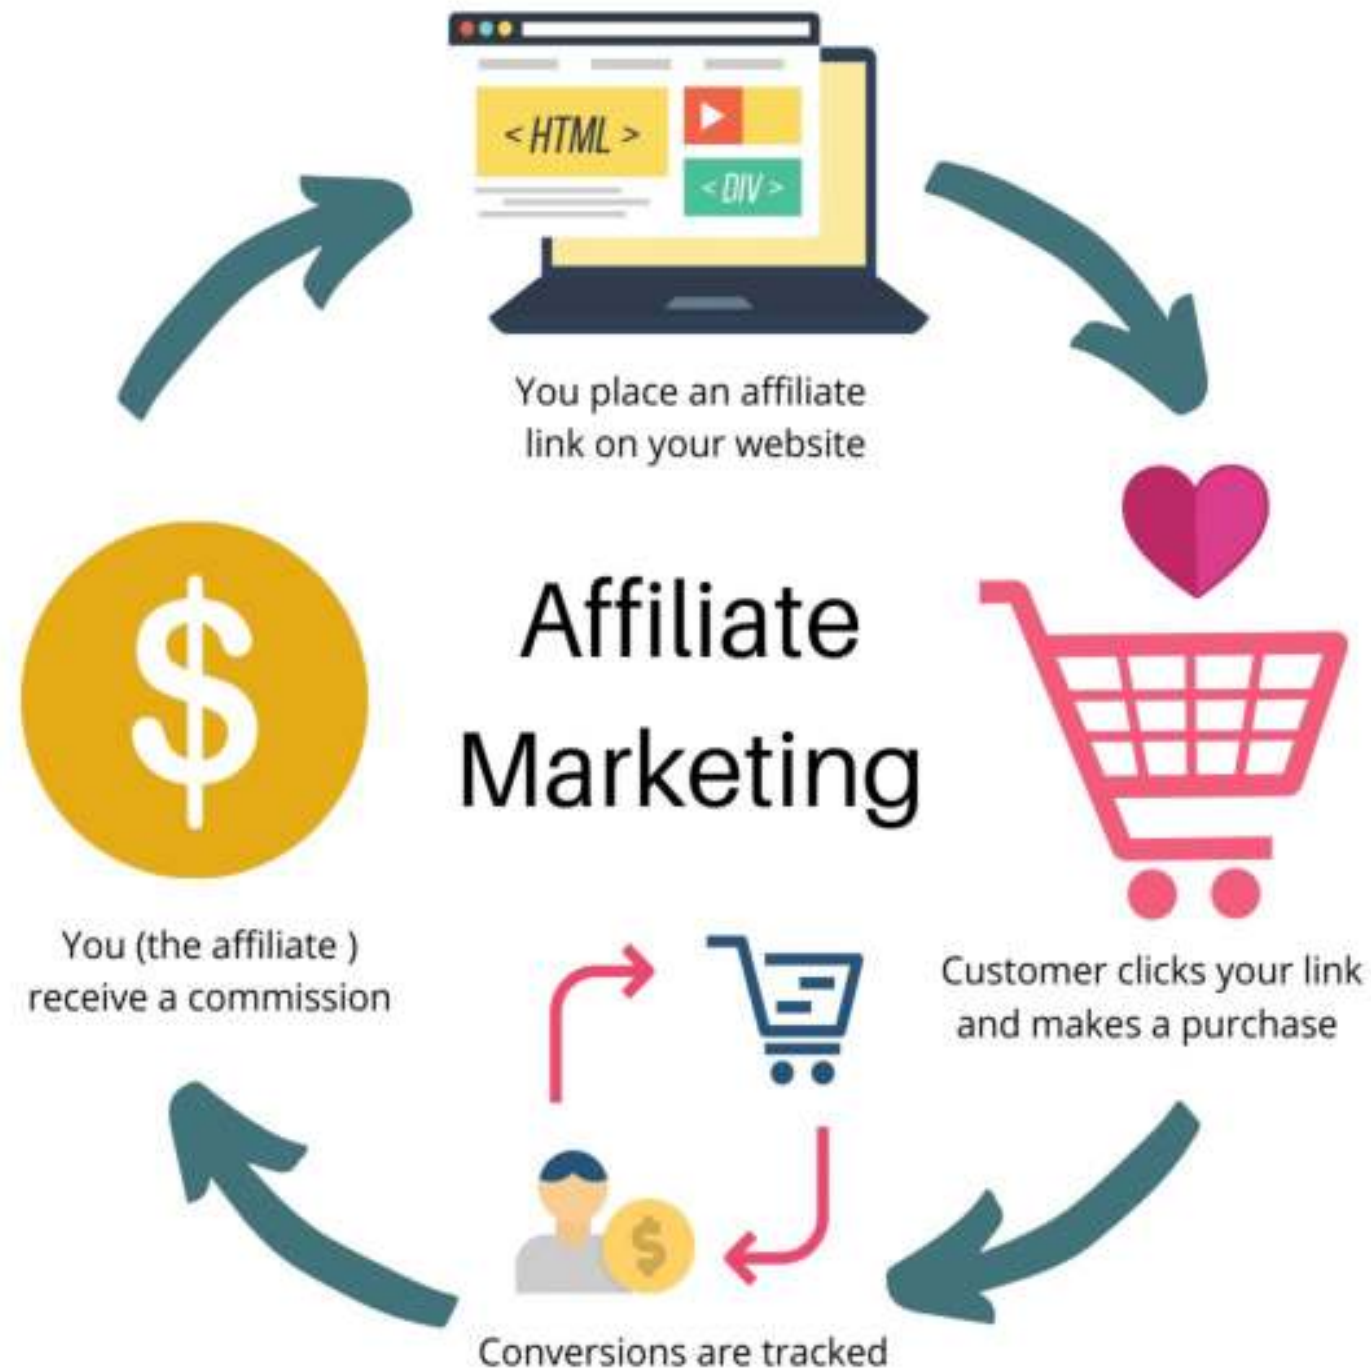 < HTML >
< DIV >
You place an affiliate
link on your website
Affiliate
Marketing
$
You (the affiliate )
receive a commission
Customer clicks your link
and makes a purchase
$
Conversions are tracked